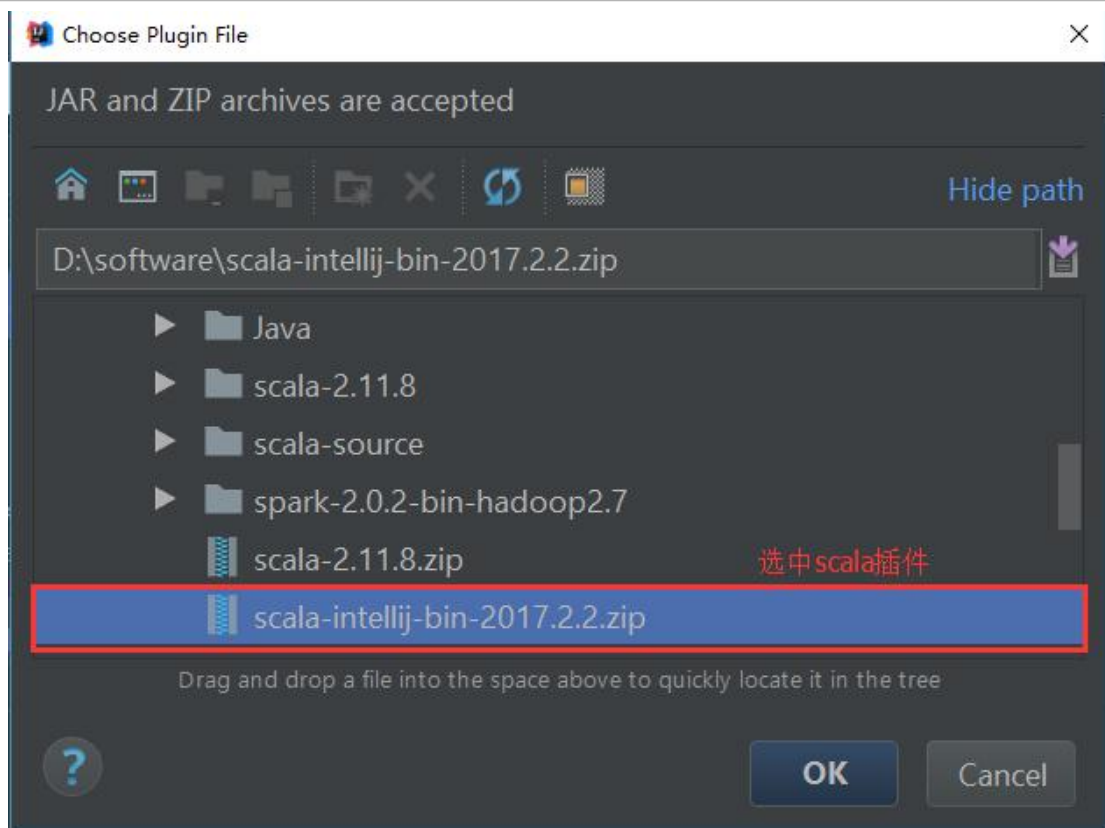 Choose Plugin File
JAR and ZIP archives are accepted
Hide path
D:\software\scala-intellij-bin-2017.2.2.zip
Java
scala-2.11.8
scala-source
spark-2.0.2-bin-hadoop2.7
scala-2.11.8.zip
选中scala插件
scala-intellij-bin-2017.2.2.zip
Drag and drop a file into the space above to quickly locate it in the tree
?
OK
Cancel